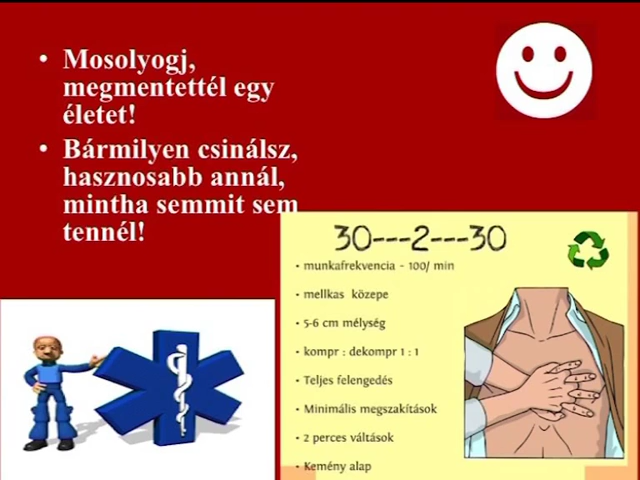 • Mosolyogj,
megmentettél egy
életet!
• Bármilyen csinálsz,
hasznosabb annál,
mintha semmit sem
tennél!
30---2---30
• munkafrekvencia - 100/ min
• mellkas közepe
• 5-6 cm mélység
• kompr : dekompr 1 : 1
• Teljes felengedés
• Minimális megszakítások
• 2 perces váltások
• Kemény alap